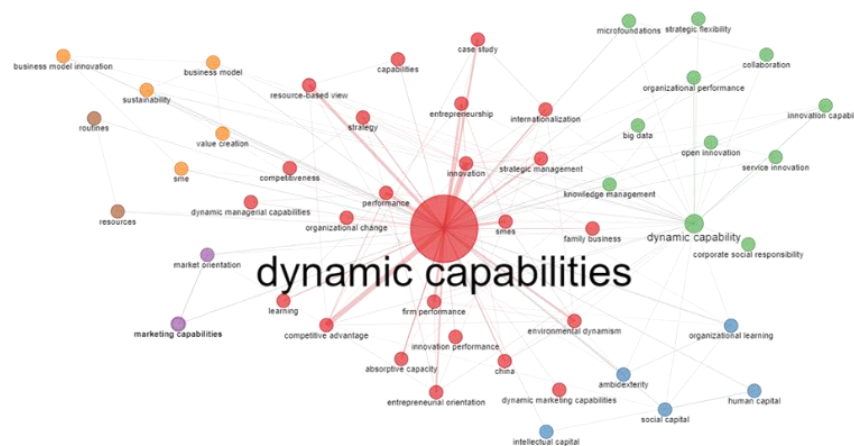 case study
microfoundations
strategic flexibility
business model innovation
business model
capabilities
collaboration
resource-based view
organizational performance
sustainability
entrepreneurship
internationalization
innovation capabi
routines
strategy
big data
value creation
open innovation
sme
competitiveness
innovation
strategic management
service innovation
performance
knowledge management
dynamic managerial capabilities
organizational change
smes
family business
dynamic capability
resources
corporate social responsibility
market orientation
dynamic capabilities
learning
firm performance
marketing capabilities
competitive advantage
environmental dynamism
organizational learning
innovation performance
absorptive capacity
china
ambidexterity
entrepreneurial orientation
dynamic marketing capabilities
human capital
social capital
intellectual capital